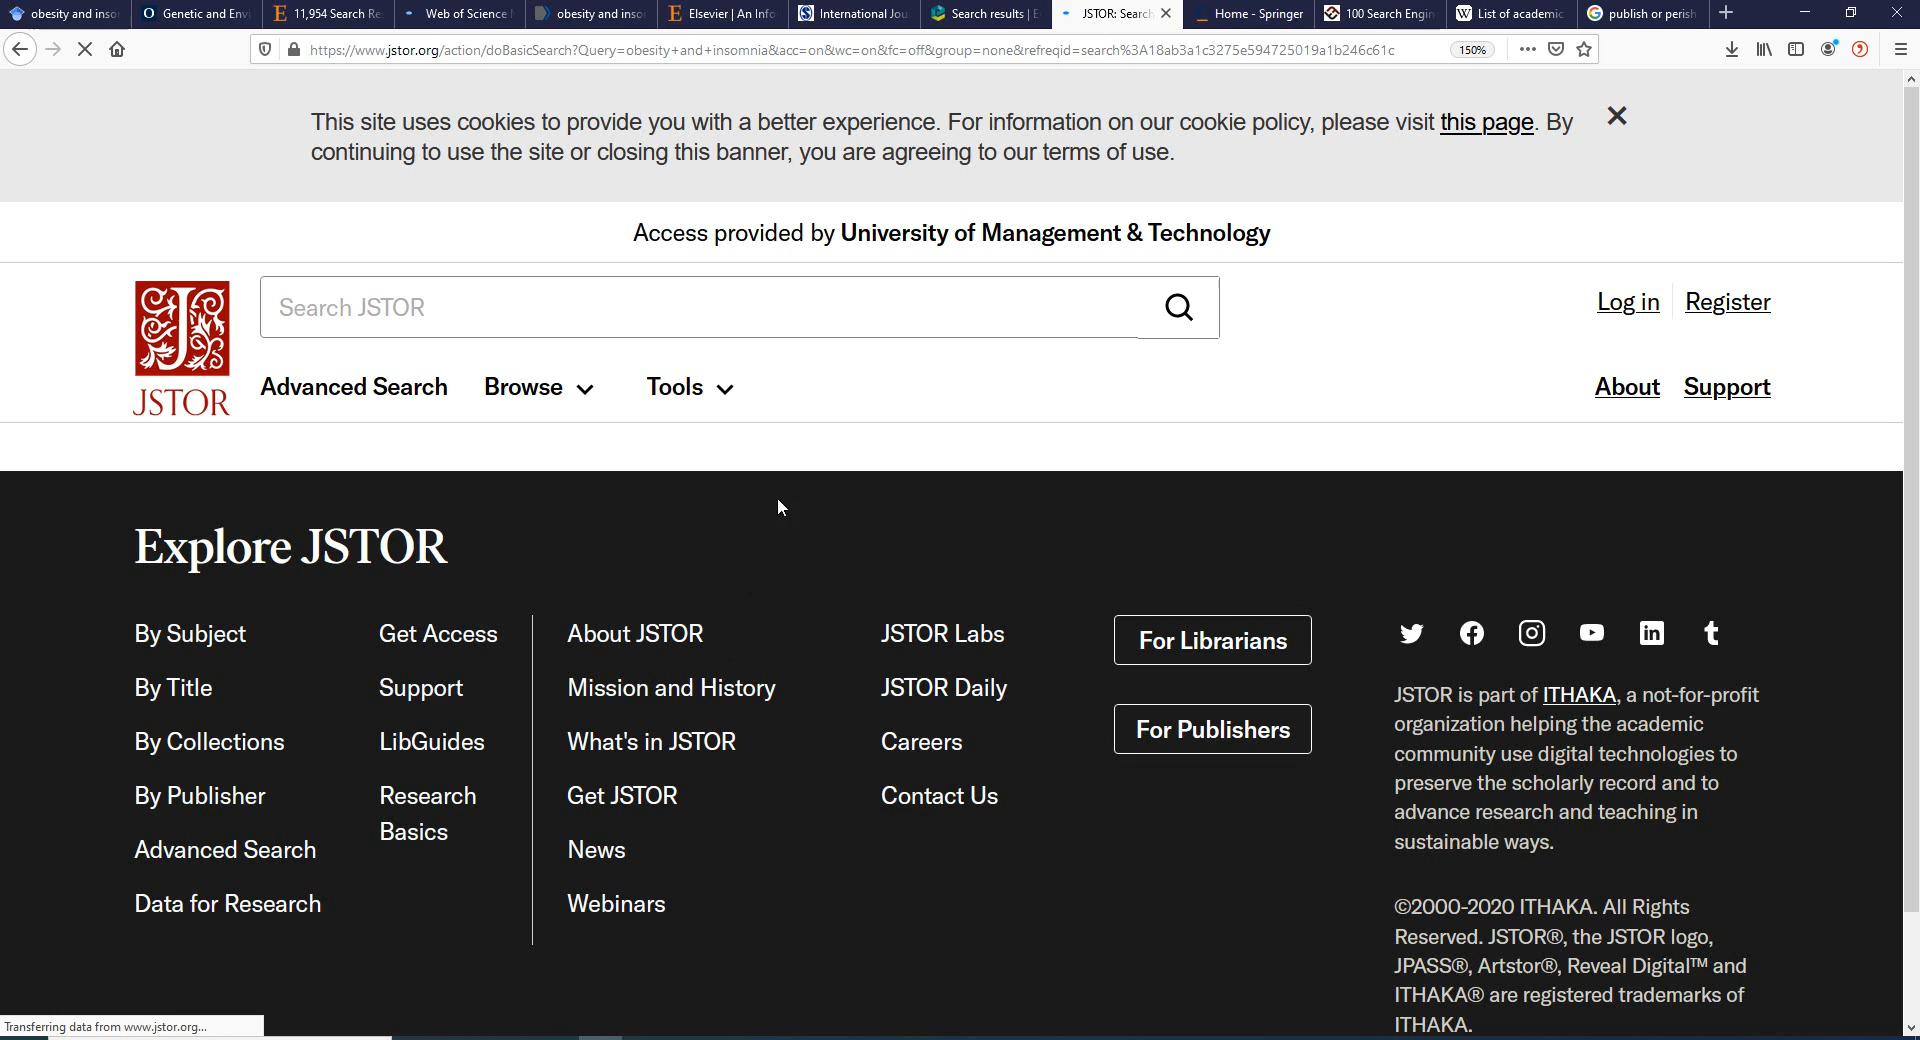 obesity and inso
Genetic and Envi
11,954 Search Re
Web of Science
obesity and inso
Elsevier | An Info
International Jou
Search results | E
JSTOR: Search
Home - Springer
100 Search Engin
List of academic
publish or perish
https://www.jstor.org/action/doBasicSearch?Query=obesity+and+insomnia&acc=on&wc=on&fc=off&group=none&refreqid=search%3A18ab3a1c3275e594725019a1b246c61c
150%
This site uses cookies to provide you with a better experience. For information on our cookie policy, please visit this page. By
continuing to use the site or closing this banner, you are agreeing to our terms of use.
Access provided by University of Management & Technology
JSTOR
Search JSTOR
Log in
Register
Advanced Search
Browse
Tools
About
Support
Explore JSTOR
By Subject
By Title
By Collections
By Publisher
Advanced Search
Data for Research
Get Access
Support
LibGuides
Research
Basics
About JSTOR
Mission and History
What's in JSTOR
Get JSTOR
News
Webinars
JSTOR Labs
JSTOR Daily
Careers
Contact Us
For Librarians
For Publishers
JSTOR is part of ITHAKA, a not-for-profit
organization helping the academic
community use digital technologies to
preserve the scholarly record and to
advance research and teaching in
sustainable ways.
©2000-2020 ITHAKA. All Rights
Reserved. JSTOR®, the JSTOR logo,
JPASS®, Artstor®, Reveal Digital™ and
ITHAKA® are registered trademarks of
ITHAKA.
Transferring data from www.jstor.org...